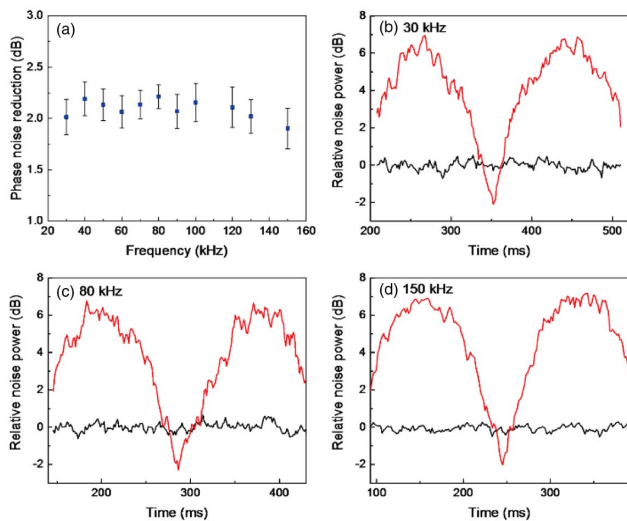 (a)
3.0
2.5
2.0
1.5
1.0
Phase noise reduction (dB)
20 40 60 80 100 120 140 160
Frequency (kHz)
(b) 30 kHz
8
6
4
2
0
-2
Relative noise power (dB)
200 300 400 500
Time (ms)
(c) 80 kHz
8
6
4
2
0
-2
Relative noise power (dB)
200 300 400
Time (ms)
(d) 150 kHz
8
6
4
2
0
-2
Relative noise power (dB)
100 200 300
Time (ms)